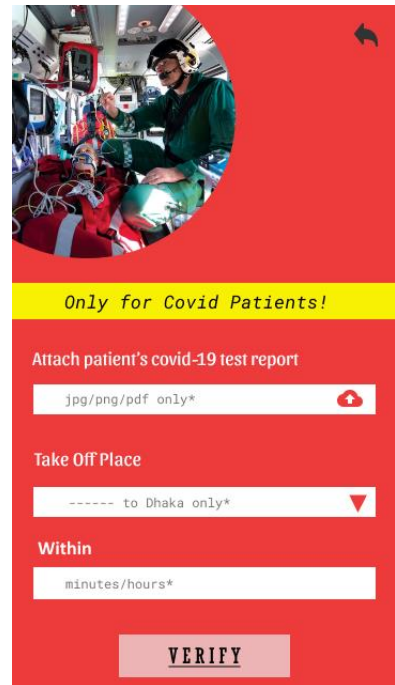 Only for Covid Patients!
Attach patient's covid-19 test report
jpg/png/pdf only*
Take Off Place
------ to Dhaka only*
Within
minutes/hours*
VERIFY